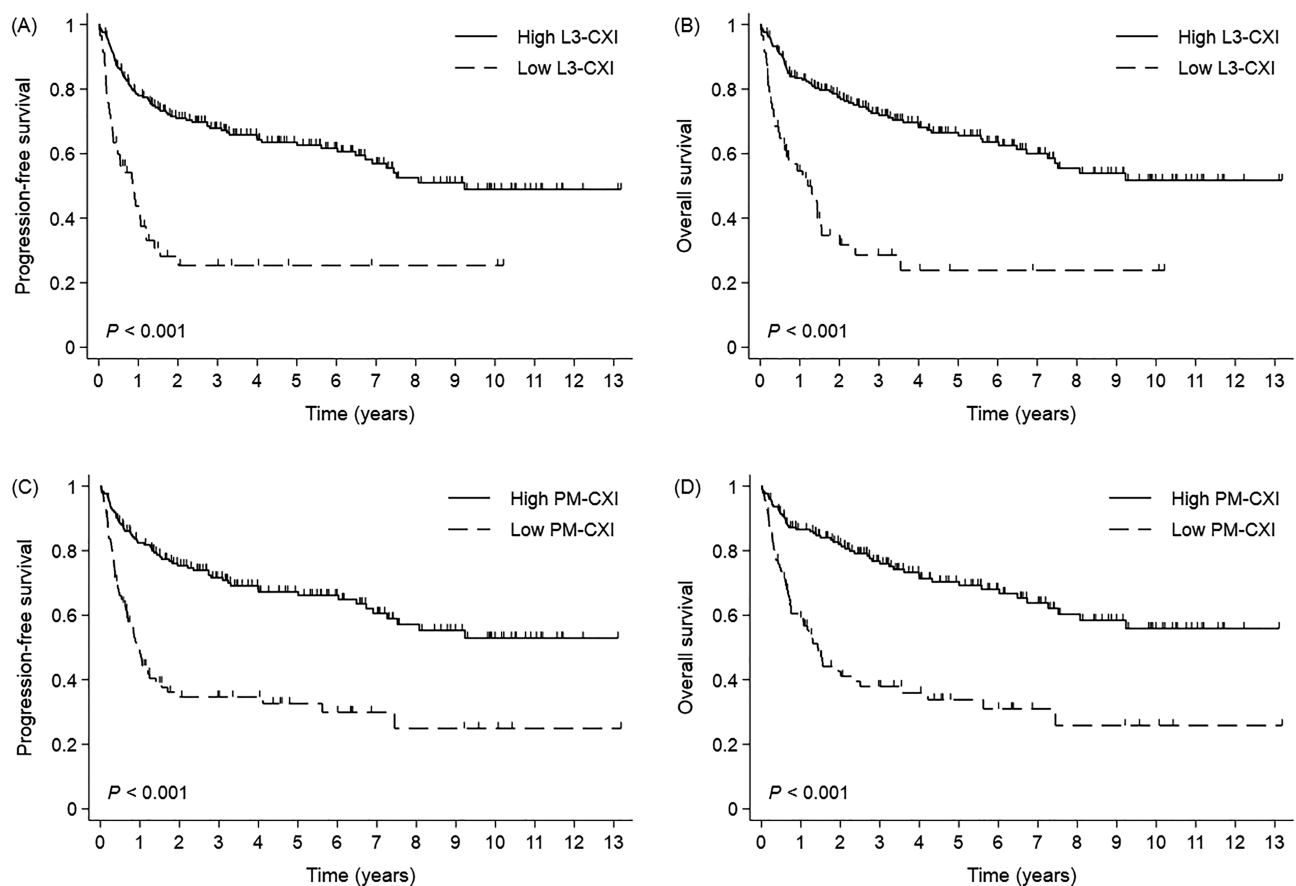 (A)
High L3-CXI
Low L3-CXI
Progression-free survival
1
0.8
0.6
0.4
0.2
0
P < 0.001
0 1 2 3 4 5 6 7 8 9 10 11 12 13
Time (years)
(B)
High L3-CXI
Low L3-CXI
Overall survival
1
0.8
0.6
0.4
0.2
0
P < 0.001
0 1 2 3 4 5 6 7 8 9 10 11 12 13
Time (years)
(C)
High PM-CXI
Low PM-CXI
Progression-free survival
1
0.8
0.6
0.4
0.2
0
P < 0.001
0 1 2 3 4 5 6 7 8 9 10 11 12 13
Time (years)
(D)
High PM-CXI
Low PM-CXI
Overall survival
1
0.8
0.6
0.4
0.2
0
P < 0.001
0 1 2 3 4 5 6 7 8 9 10 11 12 13
Time (years)